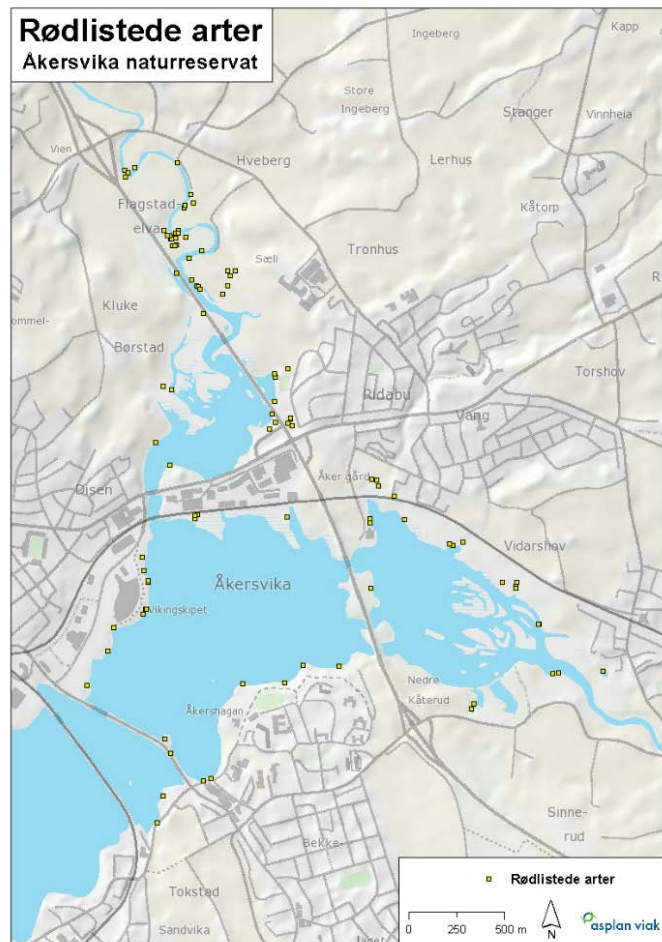 Rødlistede arter
Åkersvika naturreservat
Kapp
Ingeberg
Store
Ingeberg
Stanger
Vinnheia
Vien
Hveberg
Lerhus
Flagstad-
elva
Kåtorp
Tronhus
Sæli
Kluke
ommel-
Børstad
Torshov
Ridabu
Vang
Disen
Åker gård
Vidarshov
Åkersvika
Vikingskipet
Nedre
Kåterud
Åkershagan
Sinne-
rud
Bekke-
Tokstad
Sandvika
Rødlistede arter
0 250 500 m
N
asplan viak